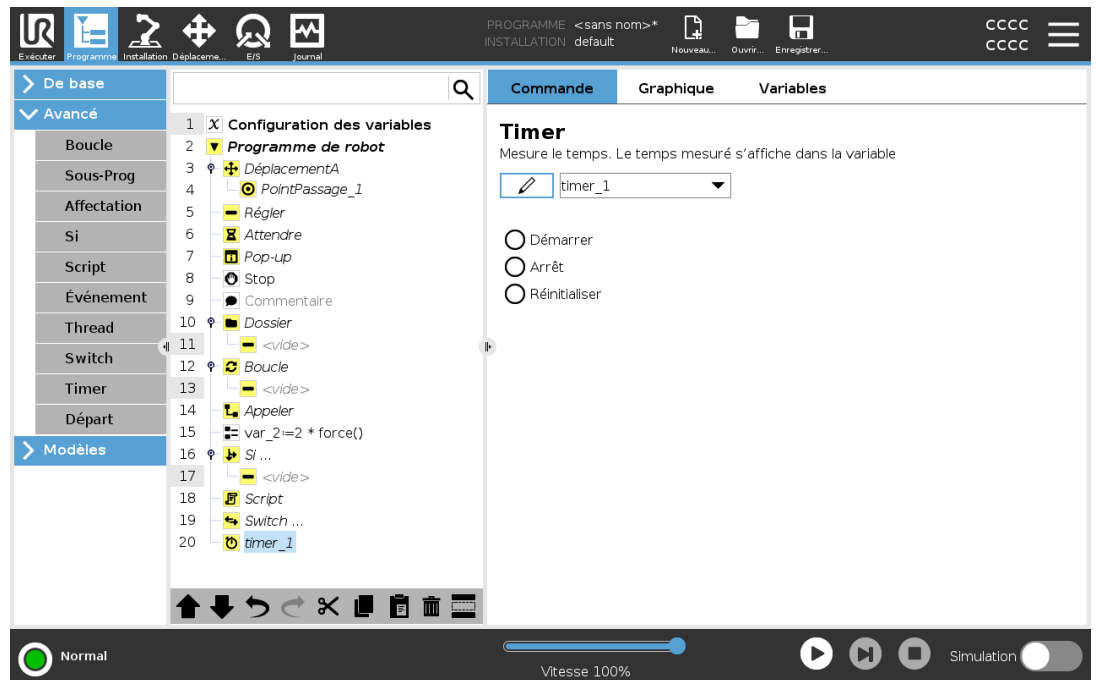 UR
PROGRAMME <sans nom>*
INSTALLATION default
CCCC
CCCC
Exécuter Programme Installation Déplaceme... E/S Journal
Nouveau... Ouvrir... Enregistrer...
De base
Avancé
Boucle
Sous-Prog
Affectation
Si
Script
Événement
Thread
Switch
Timer
Départ
Modèles
1 X Configuration des variables
2 Programme de robot
3 DéplacementA
4 PointPassage_1
5 Régler
6 Attendre
7 Pop-up
8 Stop
9 Commentaire
10 Dossier
11 <vide>
12 Boucle
13 <vide>
14 Appeler
15 var_2:=2 * force()
16 Si ...
17 <vide>
18 Script
19 Switch ...
20 timer_1
Commande Graphique Variables
Timer
Mesure le temps. Le temps mesuré s’affiche dans la variable
timer_1
Démarrer
Arrêt
Réinitialiser
Normal
Vitesse 100%
Simulation